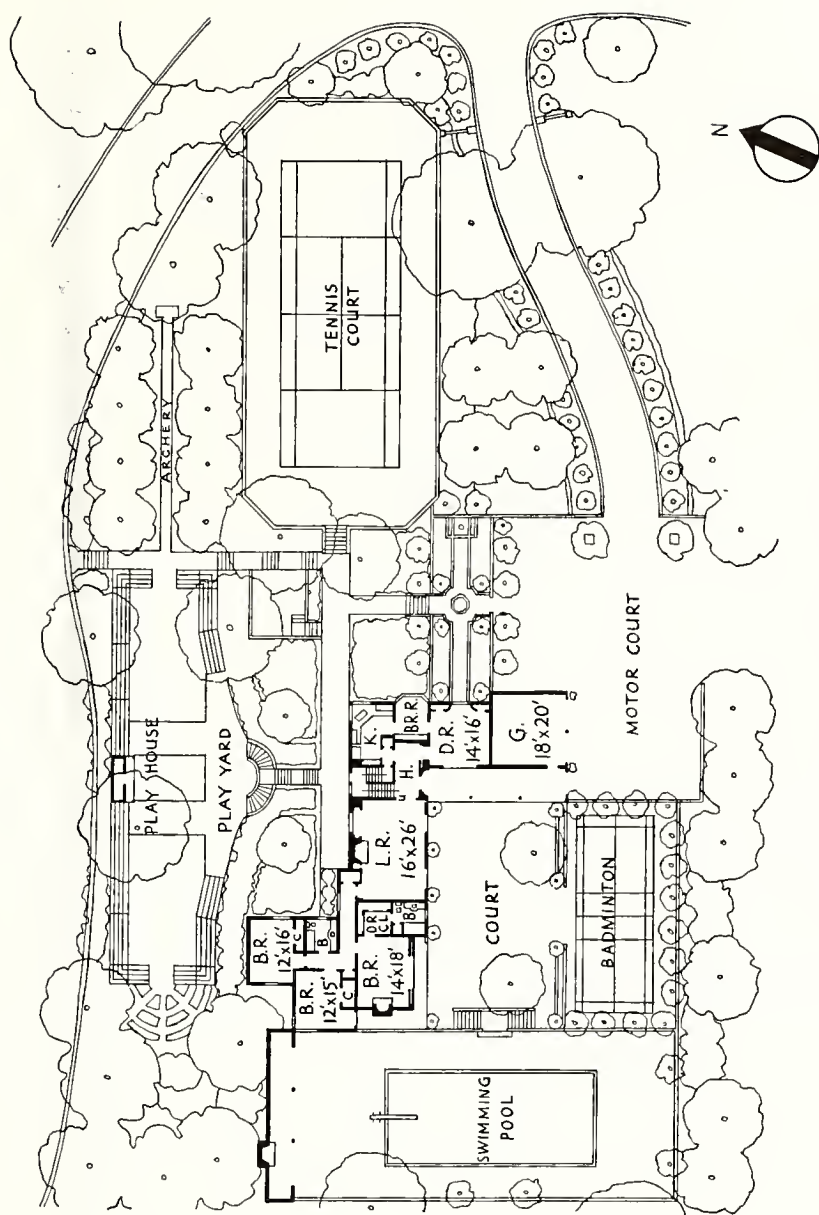 N
TENNIS
COURT
ARCHERY
PLAY HOUSE
PLAY YARD
MOTOR COURT
K.
BR.R.
H.
D.R.
14'x16'
G.
18'x20'
L.R.
16'x26'
B.R.
12'x16'
C
B
DR
CL
B
B.R.
12'x15'
C
B.R.
14'x18'
COURT
BADMINTON
SWIMMING
POOL